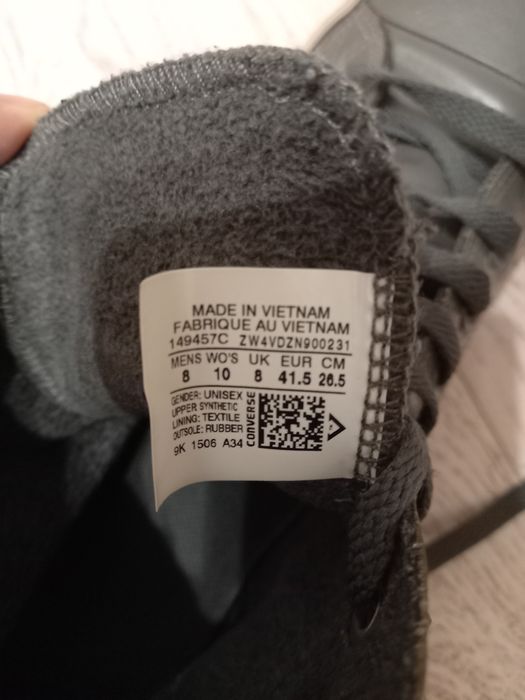 MADE IN VIETNAM
FABRIQUE AU VIETNAM
149457C ZW4VDZN900231
MENS WO'S UK EUR CM
8 10 8 41.5 26.5
GENDER: UNISEX
UPPER: SYNTHETIC
LINING: TEXTILE
OUTSOLE: RUBBER
9K 1506 A34
CONVERSE